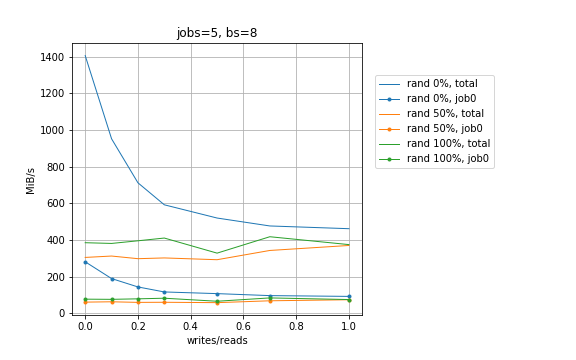 jobs=5, bs=8
1400
1200
1000
800
600
400
200
0
MiB/s
0.0 0.2 0.4 0.6 0.8 1.0
writes/reads
rand 0%, total
rand 0%, job0
rand 50%, total
rand 50%, job0
rand 100%, total
rand 100%, job0